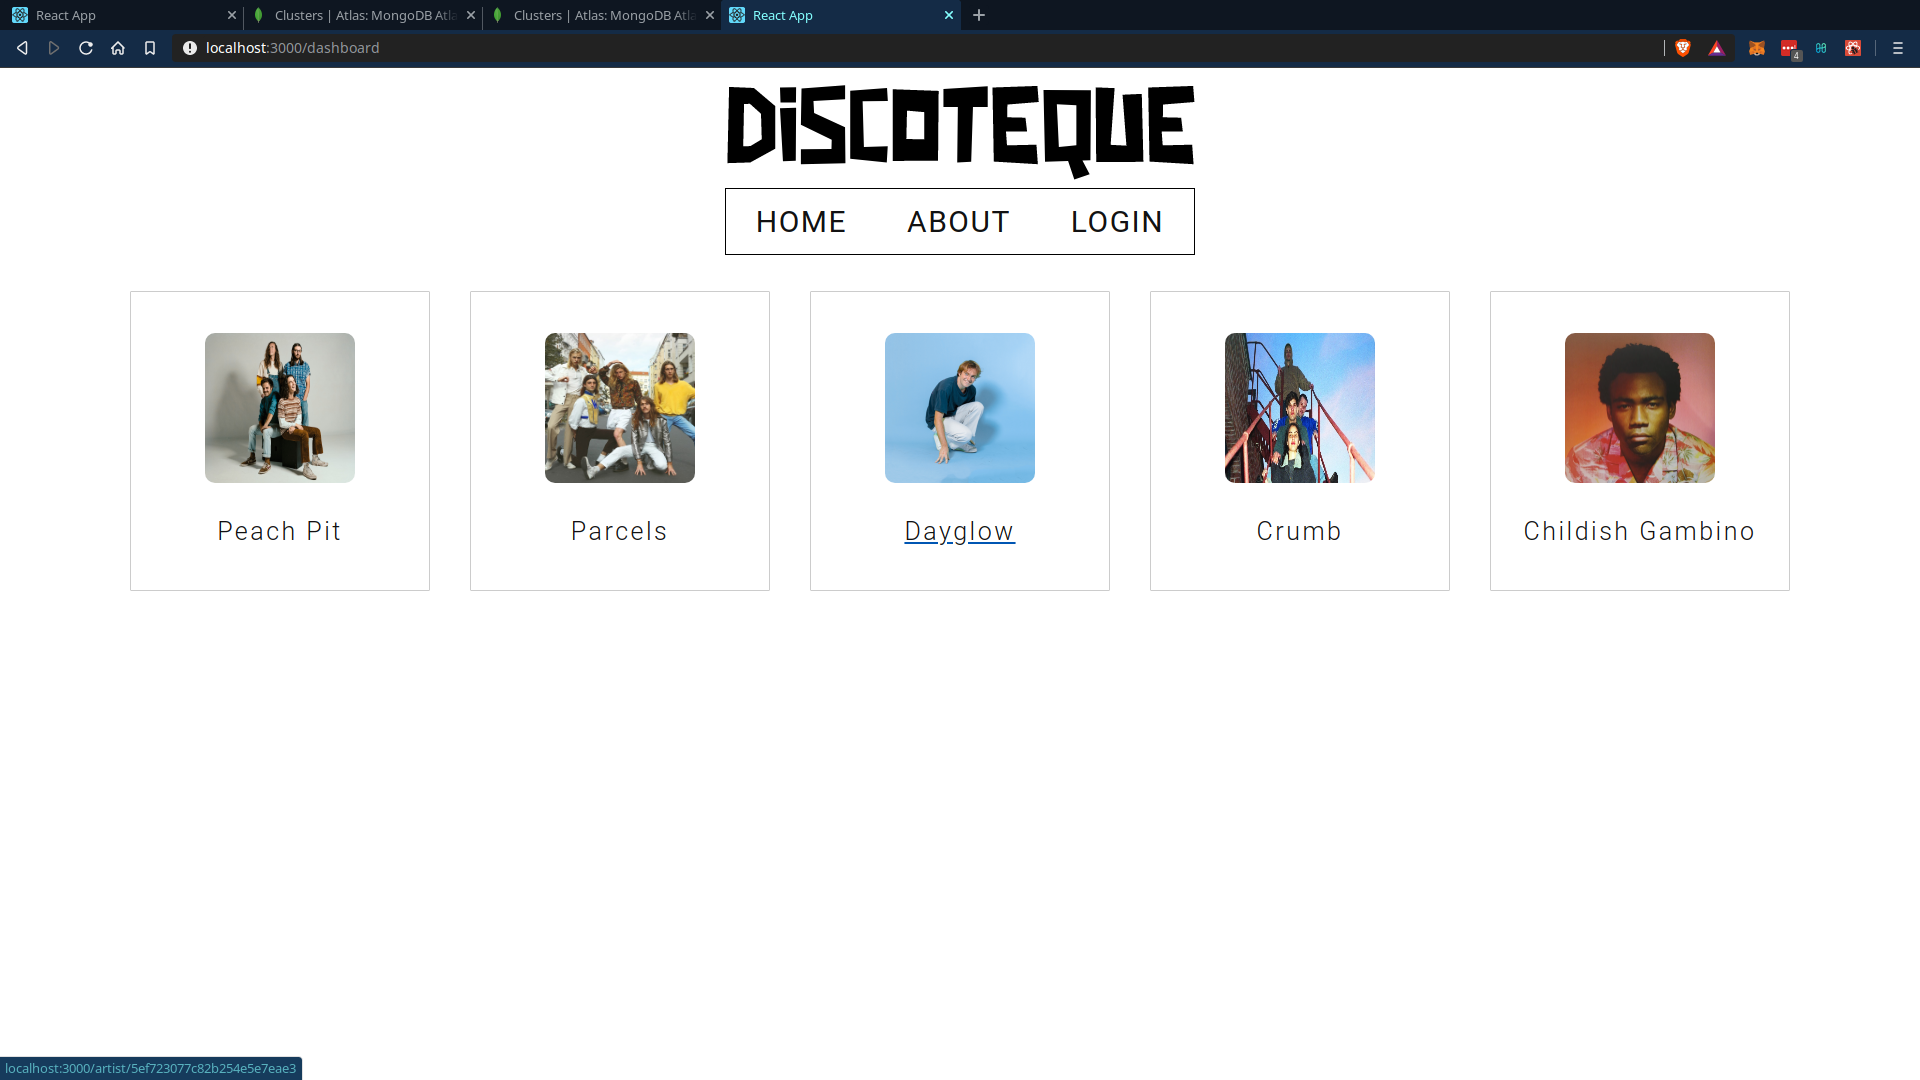 React App
Clusters | Atlas: MongoDB Atla
Clusters | Atlas: MongoDB Atla
React App
localhost:3000/dashboard
4
DiSCOTEQUE
HOME ABOUT LOGIN
Peach Pit
Parcels
Dayglow
Crumb
Childish Gambino
localhost:3000/artist/5ef723077c82b254e5e7eae3